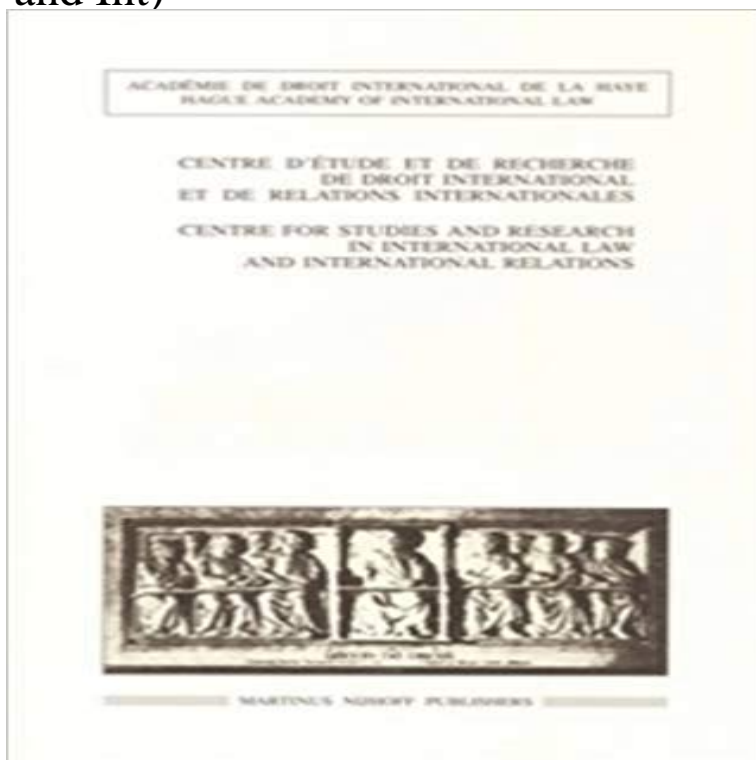 and Int)
ACADÉMIE DE DROIT INTERNATIONAL DE LA HAYE
HAGUE ACADEMY OF INTERNATIONAL LAW
CENTRE D'ÉTUDE ET DE RECHERCHE
DE DROIT INTERNATIONAL
ET DE RELATIONS INTERNATIONALES
CENTRE FOR STUDIES AND RESEARCH
IN INTERNATIONAL LAW
AND INTERNATIONAL RELATIONS
MARTINUS NIJHOFF PUBLISHERS